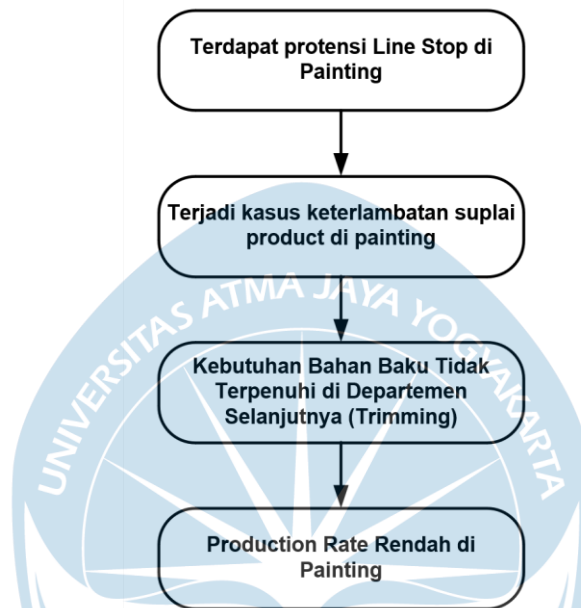 Terdapat protensi Line Stop di
Painting
Terjadi kasus keterlambatan suplai
product di painting
UNIVERSITAS ATMA JAYA YOGYAKARTA
Kebutuhan Bahan Baku Tidak
Terpenuhi di Departemen
Selanjutnya (Trimming)
Production Rate Rendah di
Painting